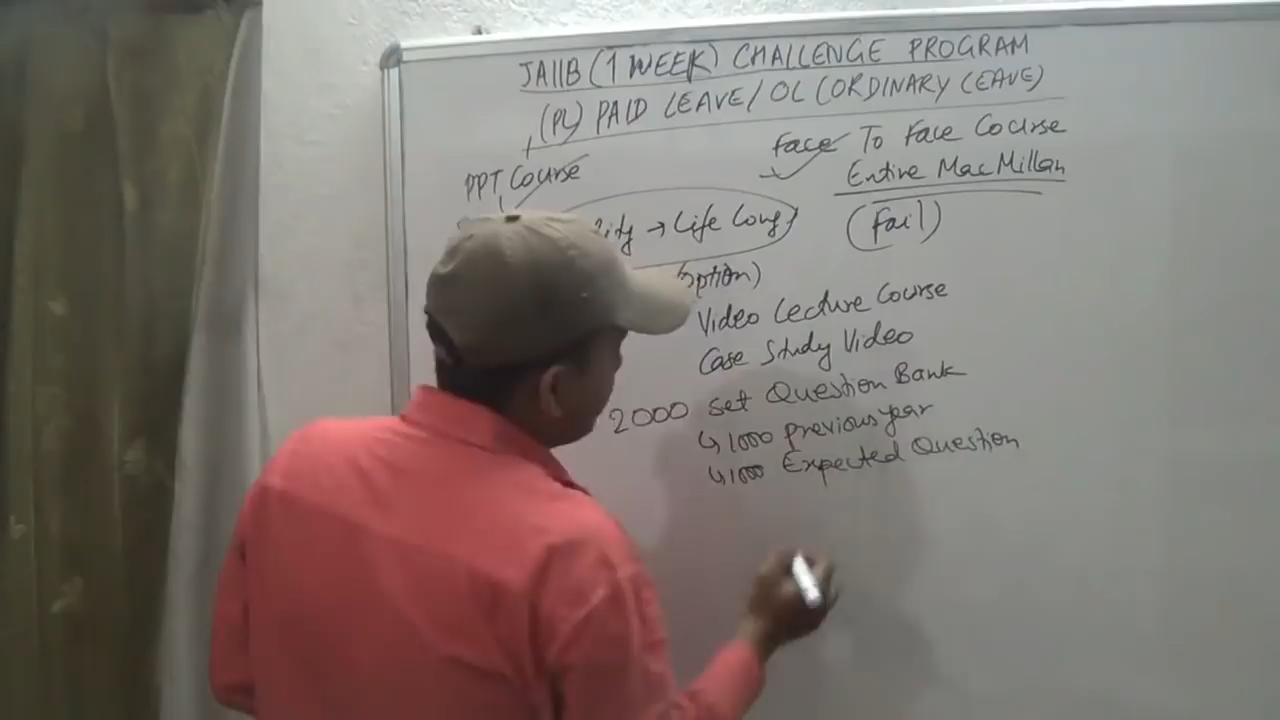 JAIIB (1 WEEK) CHALLENGE PROGRAM
(PL) PAID LEAVE / OL (ORDINARY LEAVE)
PPT Course
Face To Face Course
Entire MacMillan
(Fail)
→ Life Long
Video Lecture Course
Case Study Video
2000 set Question Bank
↳ 1000 previous year
↳ 1000 Expected Question